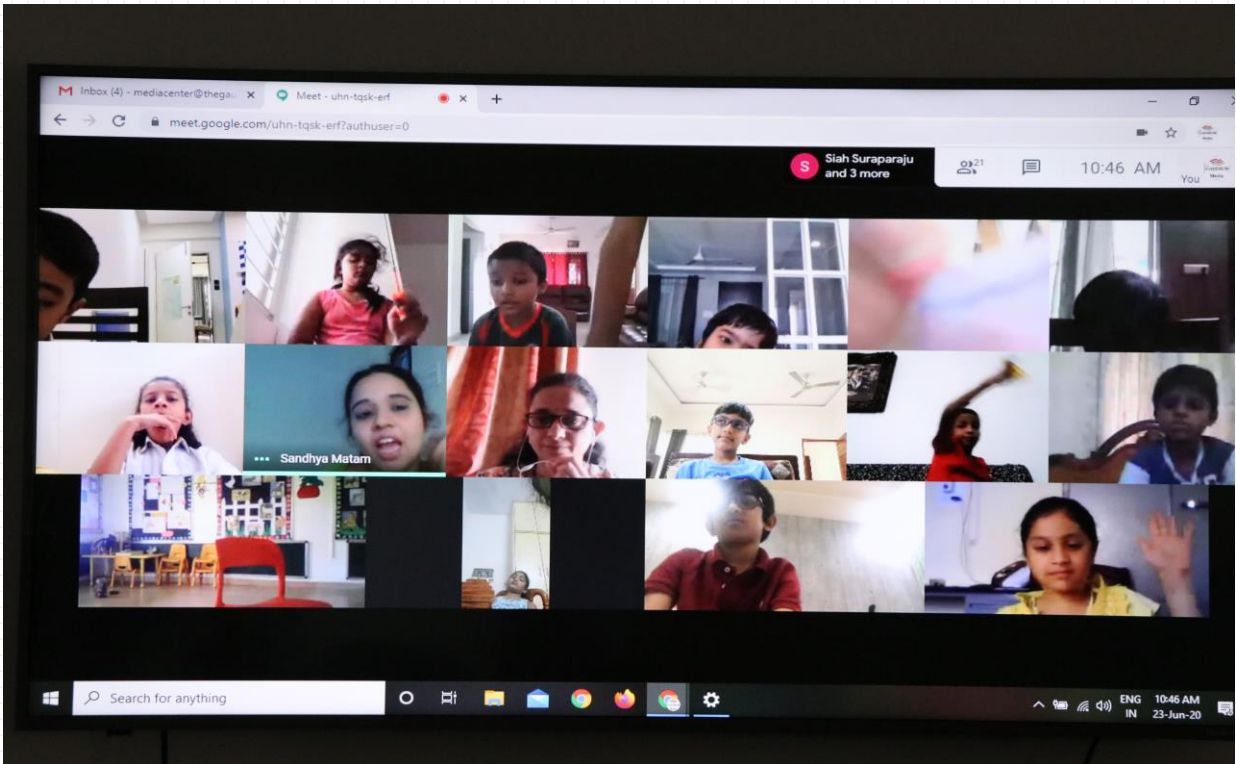 Inbox (4) - mediacenter@thegau
Meet - uhn-tqsk-erf
meet.google.com/uhn-tqsk-erf?authuser=0
S
Siah Suraparaju
and 3 more
21
10:46 AM
You
Sandhya Matam
Search for anything
ENG
IN
10:46 AM
23-Jun-20